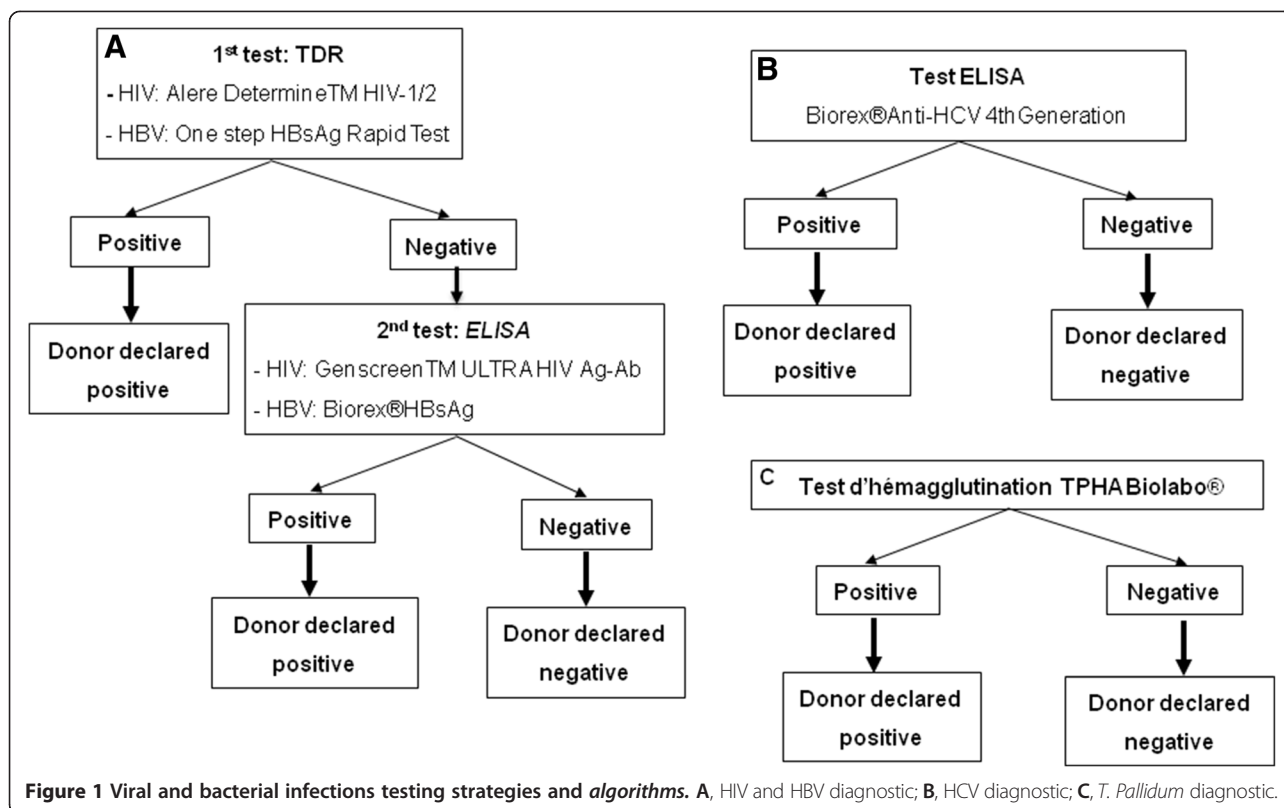 A
1st test: TDR
- HIV: Alere DetermineTM HIV-1/2
- HBV: One step HBsAg Rapid Test
Positive
Negative
Donor declared
positive
2nd test: ELISA
- HIV: Genscreen TM ULTRA HIV Ag-Ab
- HBV: Biorex®HBsAg
Positive
Negative
Donor declared
positive
Donor declared
negative
B
Test ELISA
Biorex®Anti-HCV 4th Generation
Positive
Negative
Donor declared
positive
Donor declared
negative
C
Test d'hémagglutination TPHA Biolabo®
Positive
Negative
Donor declared
positive
Donor declared
negative
Figure 1 Viral and bacterial infections testing strategies and algorithms. A, HIV and HBV diagnostic; B, HCV diagnostic; C, T. Pallidum diagnostic.